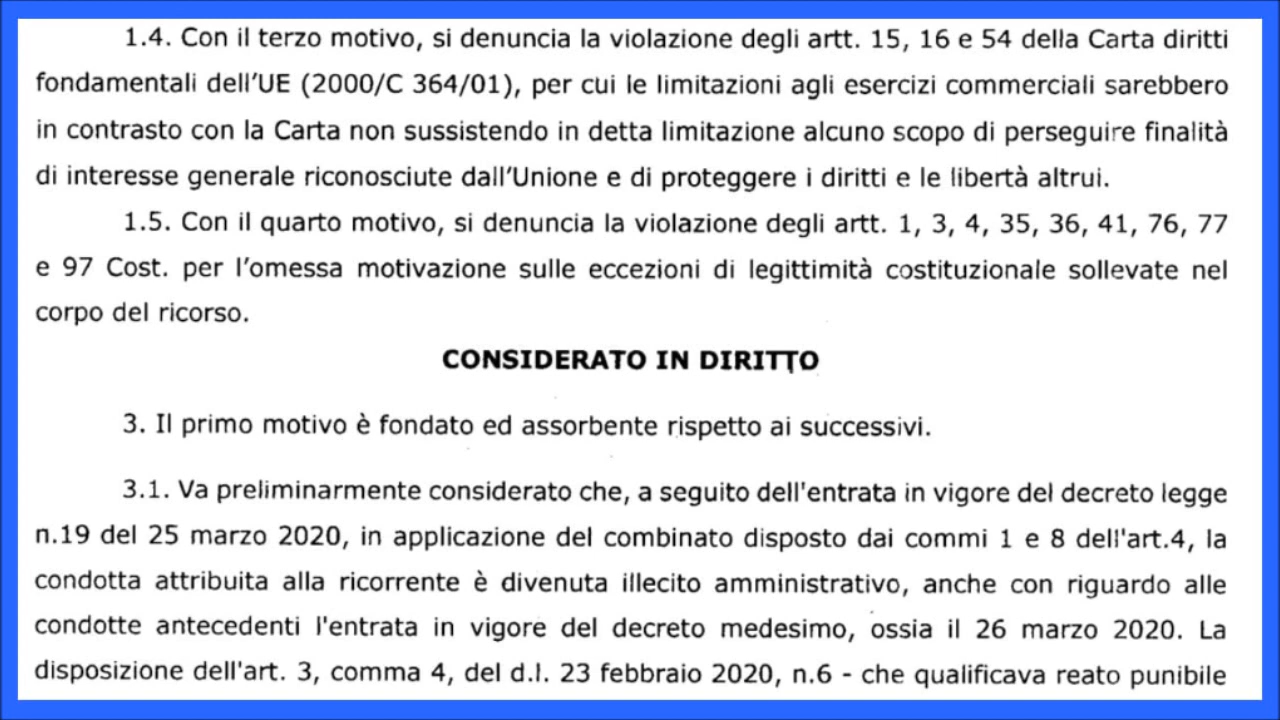 1.4. Con il terzo motivo, si denuncia la violazione degli artt. 15, 16 e 54 della Carta diritti
fondamentali dell'UE (2000/C 364/01), per cui le limitazioni agli esercizi commerciali sarebbero
in contrasto con la Carta non sussistendo in detta limitazione alcuno scopo di perseguire finalità
di interesse generale riconosciute dall'Unione e di proteggere i diritti e le libertà altrui.
1.5. Con il quarto motivo, si denuncia la violazione degli artt. 1, 3, 4, 35, 36, 41, 76, 77
e 97 Cost. per l'omessa motivazione sulle eccezioni di legittimità costituzionale sollevate nel
corpo del ricorso.
CONSIDERATO IN DIRITTO
3. Il primo motivo è fondato ed assorbente rispetto ai successivi.
3.1. Va preliminarmente considerato che, a seguito dell'entrata in vigore del decreto legge
n.19 del 25 marzo 2020, in applicazione del combinato disposto dai commi 1 e 8 dell'art.4, la
condotta attribuita alla ricorrente è divenuta illecito amministrativo, anche con riguardo alle
condotte antecedenti l'entrata in vigore del decreto medesimo, ossia il 26 marzo 2020. La
disposizione dell'art. 3, comma 4, del d.l. 23 febbraio 2020, n.6 - che qualificava reato punibile